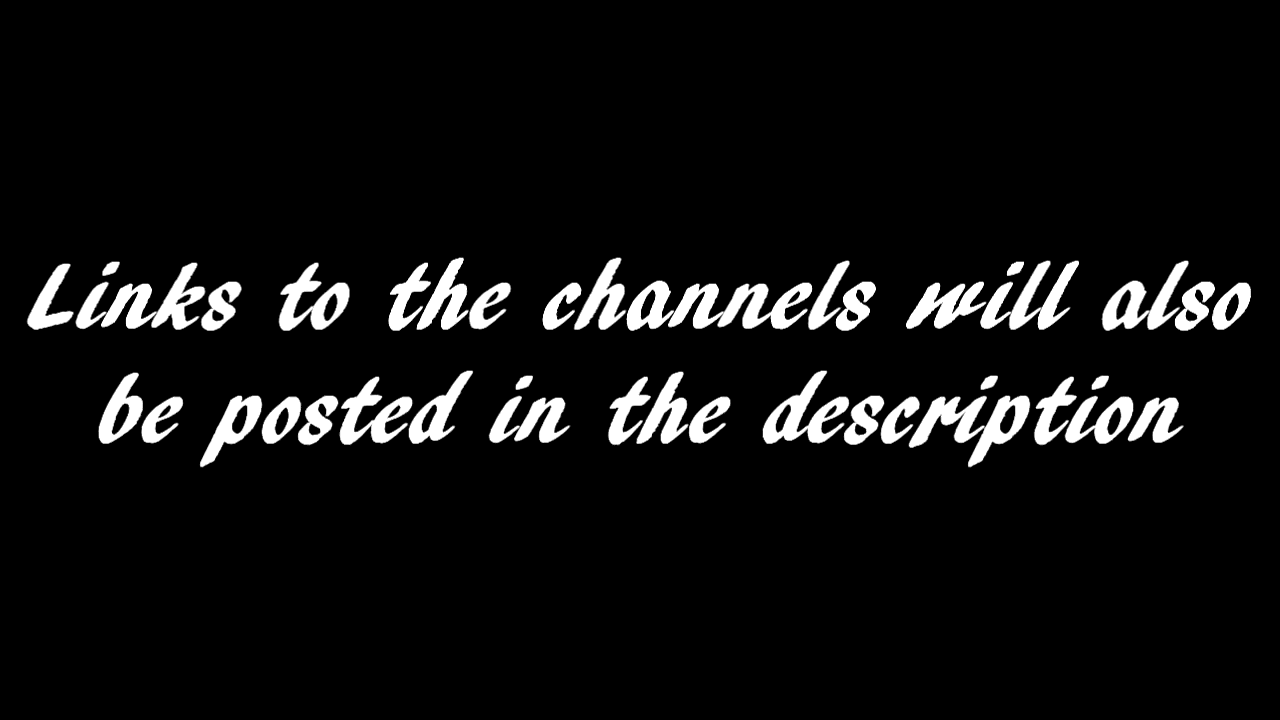 Links to the channels will also
be posted in the description